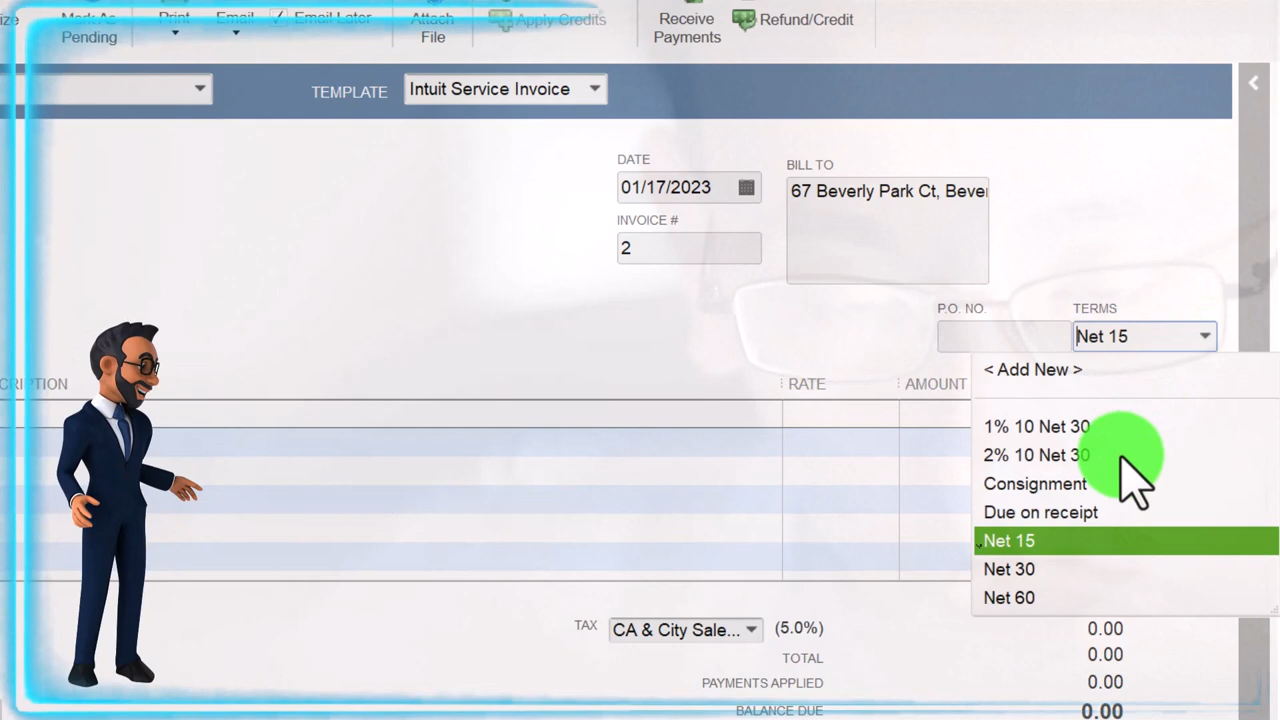 ize
Mark As
Pending
Print
Email
Email Later
Attach
File
Apply Credits
Receive
Payments
Refund/Credit
TEMPLATE
Intuit Service Invoice
DATE
01/17/2023
INVOICE #
2
BILL TO
67 Beverly Park Ct, Bever
P.O. NO.
TERMS
Net 15
CRIPTION
RATE
AMOUNT
< Add New >
1% 10 Net 30
2% 10 Net 30
Consignment
Due on receipt
Net 15
Net 30
Net 60
TAX
CA & City Sale...
(5.0%)
0.00
TOTAL
0.00
PAYMENTS APPLIED
0.00
BALANCE DUE
0.00